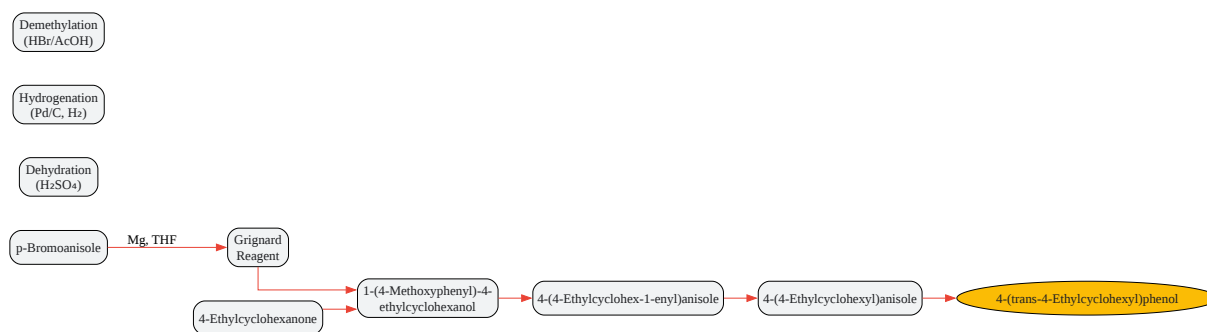 Demethylation
(HBr/AcOH)
Hydrogenation
(Pd/C, H₂)
Dehydration
(H₂SO₄)
p-Bromoanisole
Mg, THF
Grignard
Reagent
4-Ethylcyclohexanone
1-(4-Methoxyphenyl)-4-
ethylcyclohexanol
4-(4-Ethylcyclohex-1-enyl)anisole
4-(4-Ethylcyclohexyl)anisole
4-(trans-4-Ethylcyclohexyl)phenol